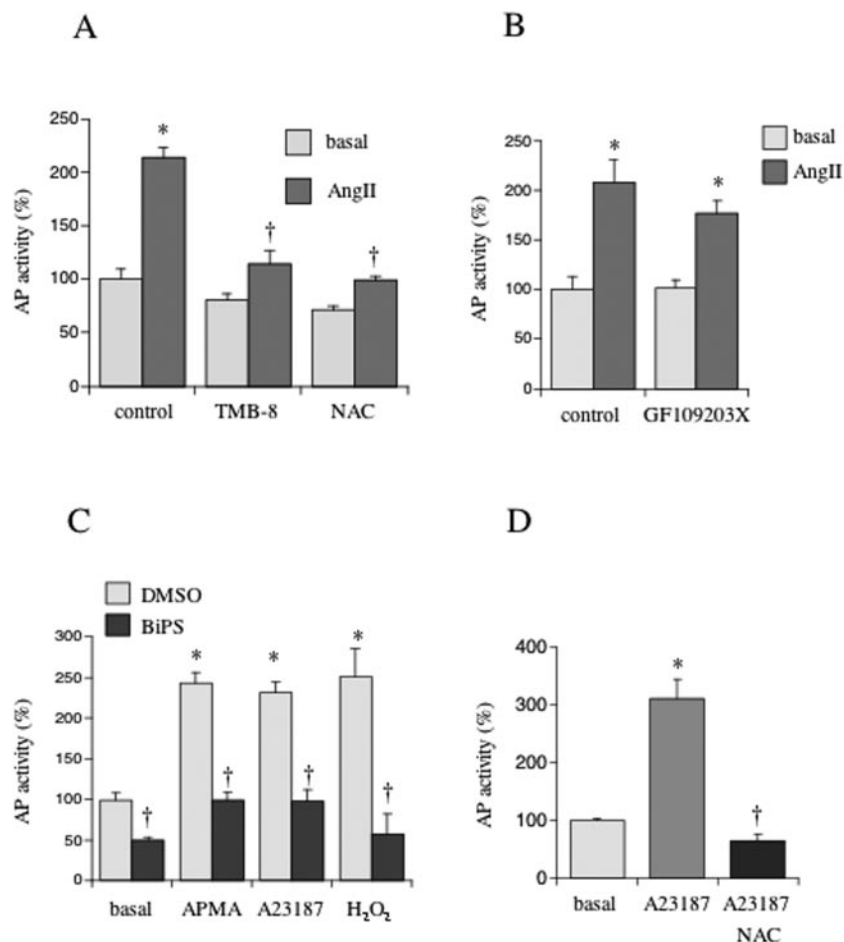 A
250
200
150
100
50
0
AP activity (%)
*
†
†
basal
AngII
control TMB-8 NAC
B
250
200
150
100
50
0
AP activity (%)
*
*
basal
AngII
control GF109203X
C
DMSO
BiPS
300
250
200
150
100
50
0
AP activity (%)
*
*
*
†
†
†
†
basal APMA A23187 H₂O₂
D
400
300
200
100
0
AP activity (%)
*
†
basal A23187 A23187
NAC